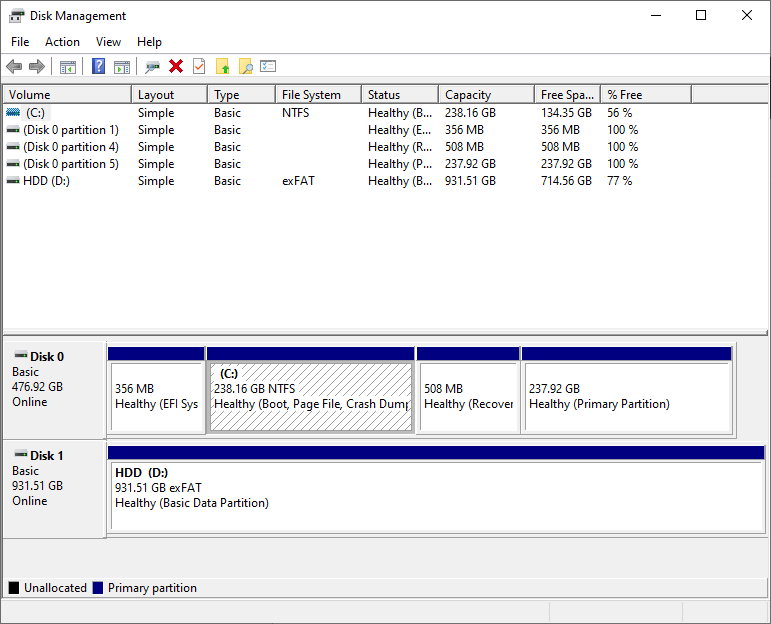 Disk Management
File Action View Help
Volume Layout Type File System Status Capacity Free Spa... % Free
(C:) Simple Basic NTFS Healthy (B... 238.16 GB 134.35 GB 56 %
(Disk 0 partition 1) Simple Basic Healthy (E... 356 MB 356 MB 100 %
(Disk 0 partition 4) Simple Basic Healthy (R... 508 MB 508 MB 100 %
(Disk 0 partition 5) Simple Basic Healthy (P... 237.92 GB 237.92 GB 100 %
HDD (D:) Simple Basic exFAT Healthy (B... 931.51 GB 714.56 GB 77 %
Disk 0
Basic
476.92 GB
Online
356 MB
Healthy (EFI Sys
(C:)
238.16 GB NTFS
Healthy (Boot, Page File, Crash Dump
508 MB
Healthy (Recover
237.92 GB
Healthy (Primary Partition)
Disk 1
Basic
931.51 GB
Online
HDD (D:)
931.51 GB exFAT
Healthy (Basic Data Partition)
Unallocated Primary partition